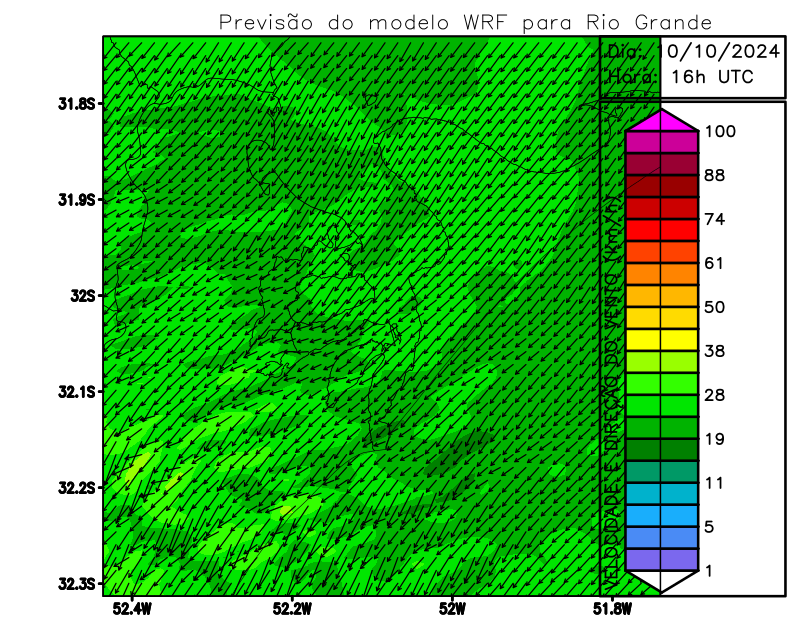 Previsão do modelo WRF para Rio Grande
Dia: 10/10/2024
Hora: 16h UTC
31.8S
31.9S
32S
32.1S
32.2S
32.3S
52.4W
52.2W
52W
51.8W
VELOCIDADE E DIREÇÃO DO VENTO (km/h)
100
88
74
61
50
38
28
19
11
5
1